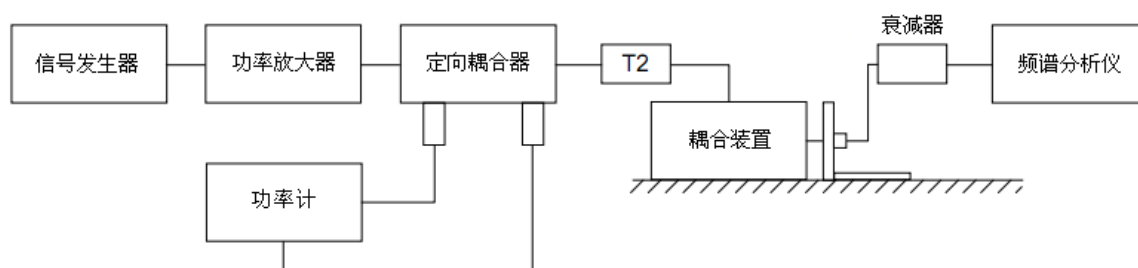 衰减器
信号发生器
功率放大器
定向耦合器
T2
频谱分析仪
耦合装置
功率计